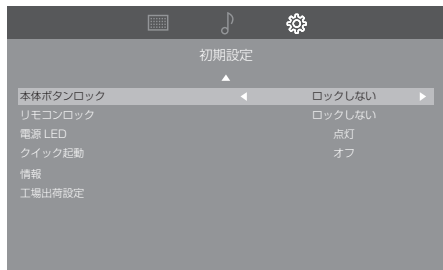 初期設定
本体ボタンロック ロックしない
リモコンロック ロックしない
電源 LED 点灯
クイック起動 オフ
情報
工場出荷設定